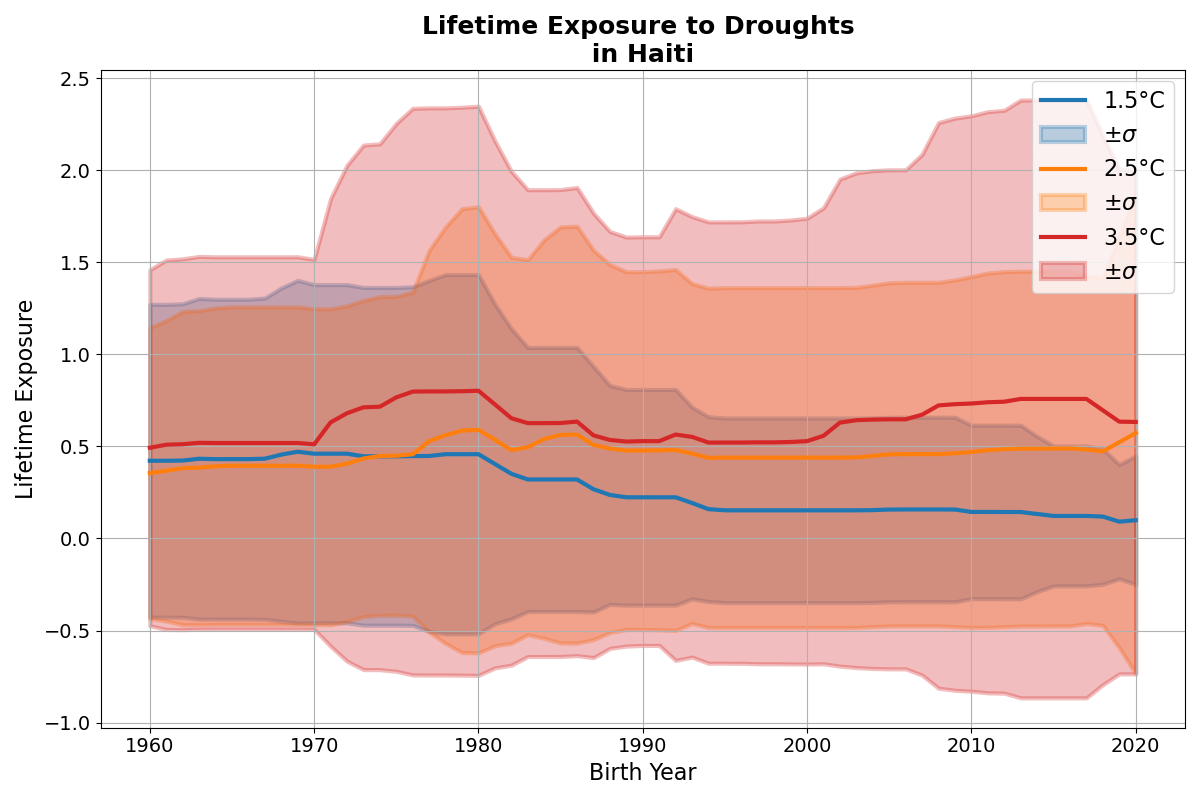 Lifetime Exposure to Droughts
in Haiti
2.5
2.0
1.5
1.0
0.5
0.0
−0.5
−1.0
Lifetime Exposure
1960
1970
1980
1990
2000
2010
2020
Birth Year
1.5°C
±σ
2.5°C
±σ
3.5°C
±σ